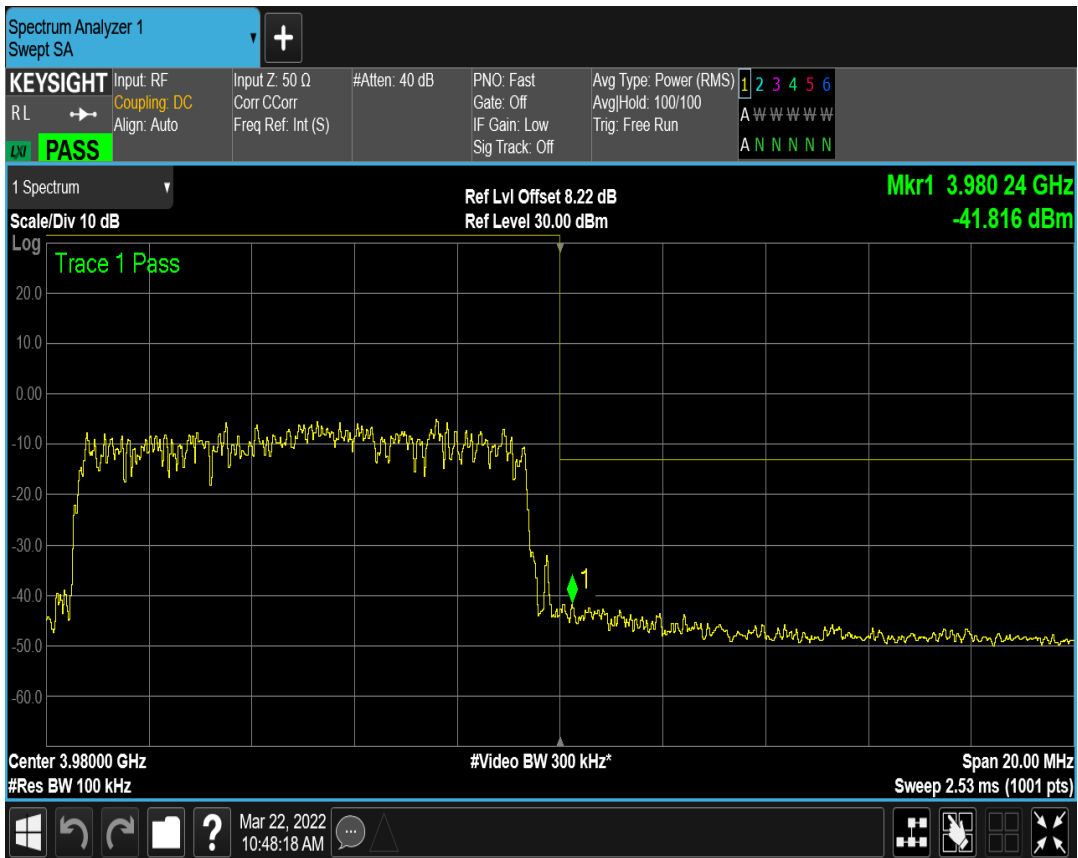 Spectrum Analyzer 1
Swept SA
KEYSIGHT
RL
LXI PASS
Input: RF
Coupling: DC
Align: Auto
Input Z: 50 Ω
Corr CCorr
Freq Ref: Int (S)
#Atten: 40 dB
PNO: Fast
Gate: Off
IF Gain: Low
Sig Track: Off
Avg Type: Power (RMS)
Avg|Hold: 100/100
Trig: Free Run
1 2 3 4 5 6
A W W W W W
A N N N N N
1 Spectrum
Scale/Div 10 dB
Ref Lvl Offset 8.22 dB
Ref Level 30.00 dBm
Mkr1 3.980 24 GHz
-41.816 dBm
Log
Trace 1 Pass
20.0
10.0
0.00
-10.0
-20.0
-30.0
-40.0
-50.0
-60.0
1
Center 3.98000 GHz
#Res BW 100 kHz
#Video BW 300 kHz*
Span 20.00 MHz
Sweep 2.53 ms (1001 pts)
?
Mar 22, 2022
10:48:18 AM